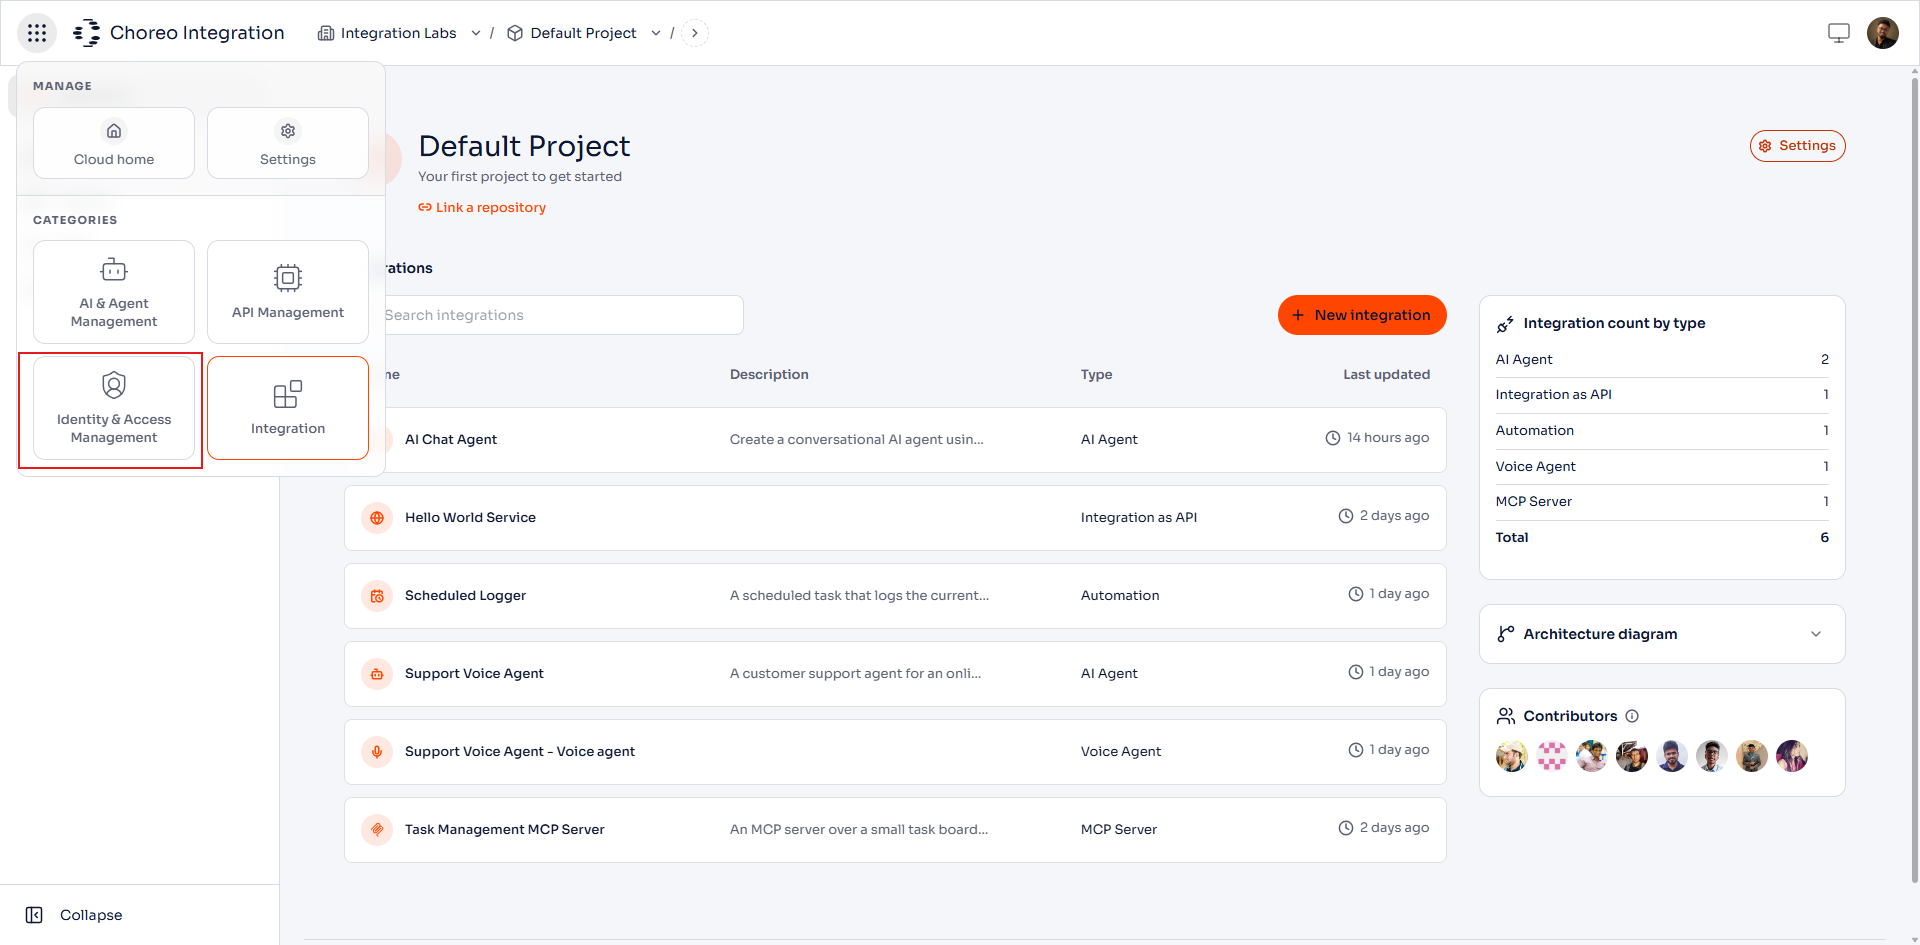 Choreo Integration
Integration Labs
/
Default Project
/
MANAGE
Cloud home
Settings
CATEGORIES
AI & Agent
Management
API Management
Identity & Access
Management
Integration
Default Project
Your first project to get started
Link a repository
Settings
rations
Search integrations
+ New integration
me
Description
Type
Last updated
AI Chat Agent
Create a conversational AI agent usin...
AI Agent
14 hours ago
Hello World Service
Integration as API
2 days ago
Scheduled Logger
A scheduled task that logs the current...
Automation
1 day ago
Support Voice Agent
A customer support agent for an onli...
AI Agent
1 day ago
Support Voice Agent - Voice agent
Voice Agent
1 day ago
Task Management MCP Server
An MCP server over a small task board...
MCP Server
2 days ago
Integration count by type
AI Agent 2
Integration as API 1
Automation 1
Voice Agent 1
MCP Server 1
Total 6
Architecture diagram
Contributors
Collapse